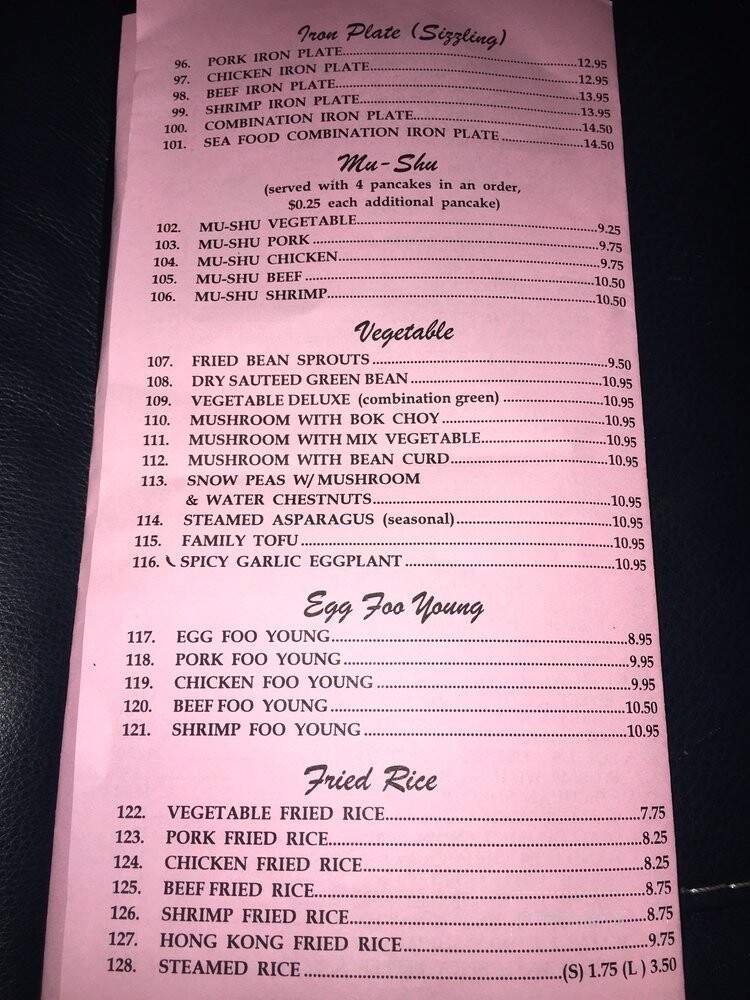 Iron Plate (Sizzling)
96. PORK IRON PLATE 12.95
97. CHICKEN IRON PLATE 12.95
98. BEEF IRON PLATE 13.95
99. SHRIMP IRON PLATE 13.95
100. COMBINATION IRON PLATE 14.50
101. SEA FOOD COMBINATION IRON PLATE 14.50
Mu-Shu
(served with 4 pancakes in an order,
$0.25 each additional pancake)
102. MU-SHU VEGETABLE 9.25
103. MU-SHU PORK 9.75
104. MU-SHU CHICKEN 9.75
105. MU-SHU BEEF 10.50
106. MU-SHU SHRIMP 10.50
Vegetable
107. FRIED BEAN SPROUTS 9.50
108. DRY SAUTEED GREEN BEAN 10.95
109. VEGETABLE DELUXE (combination green) 10.95
110. MUSHROOM WITH BOK CHOY 10.95
111. MUSHROOM WITH MIX VEGETABLE 10.95
112. MUSHROOM WITH BEAN CURD 10.95
113. SNOW PEAS W/ MUSHROOM
& WATER CHESTNUTS 10.95
114. STEAMED ASPARAGUS (seasonal) 10.95
115. FAMILY TOFU 10.95
116. SPICY GARLIC EGGPLANT 10.95
Egg Foo Young
117. EGG FOO YOUNG 8.95
118. PORK FOO YOUNG 9.95
119. CHICKEN FOO YOUNG 9.95
120. BEEF FOO YOUNG 10.50
121. SHRIMP FOO YOUNG 10.95
Fried Rice
122. VEGETABLE FRIED RICE 7.75
123. PORK FRIED RICE 8.25
124. CHICKEN FRIED RICE 8.25
125. BEEF FRIED RICE 8.75
126. SHRIMP FRIED RICE 8.75
127. HONG KONG FRIED RICE 9.75
128. STEAMED RICE (S) 1.75 (L) 3.50